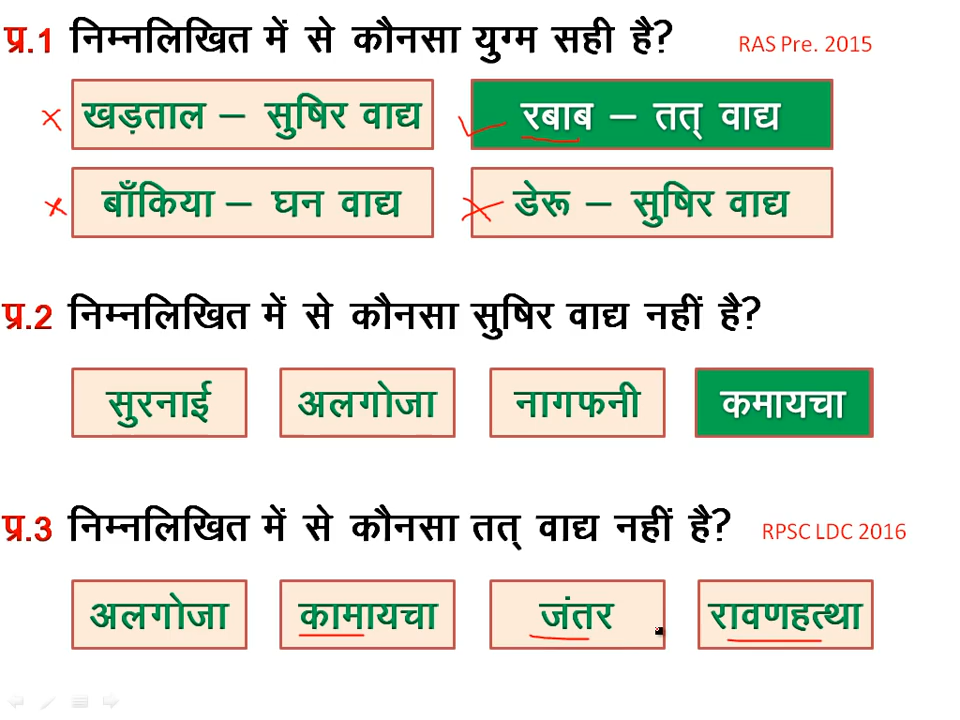 प्र.1 निम्नलिखित में से कौनसा युग्म सही है? RAS Pre. 2015
खड़ताल – सुषिर वाद्य रबाब – तत् वाद्य
बाँकिया – घन वाद्य डेरू – सुषिर वाद्य
प्र.2 निम्नलिखित में से कौनसा सुषिर वाद्य नहीं है?
सुरनाई अलगोजा नागफनी कमायचा
प्र.3 निम्नलिखित में से कौनसा तत् वाद्य नहीं है? RPSC LDC 2016
अलगोजा कामायचा जंतर रावणहत्था